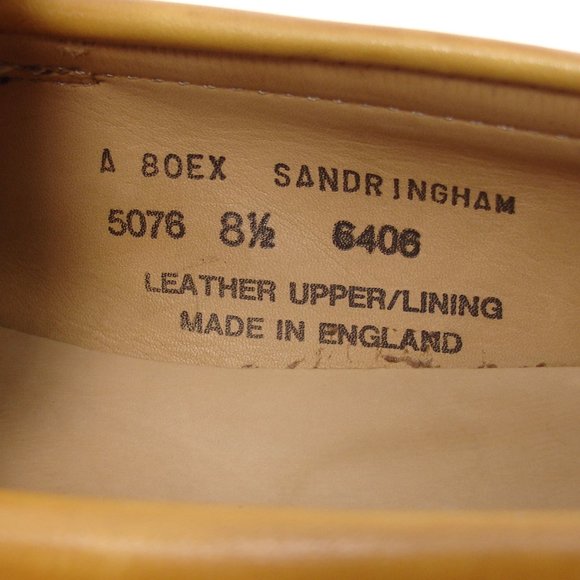 A 80EX SANDRINGHAM
5076 8½ 6406
LEATHER UPPER/LINING
MADE IN ENGLAND